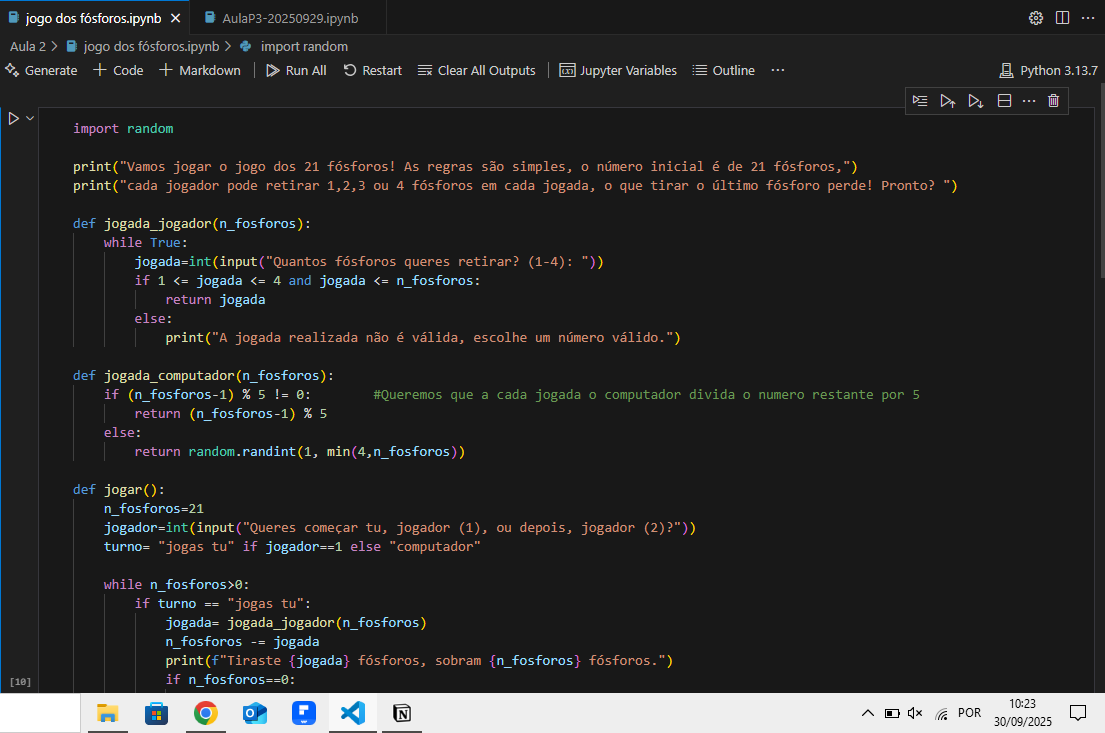 jogo dos fósforos.ipynb
AulaP3-20250929.ipynb
Aula 2 > jogo dos fósforos.ipynb > import random
Generate + Code + Markdown Run All Restart Clear All Outputs Jupyter Variables Outline ... Python 3.13.7
import random
print("Vamos jogar o jogo dos 21 fósforos! As regras são simples, o número inicial é de 21 fósforos,")
print("cada jogador pode retirar 1,2,3 ou 4 fósforos em cada jogada, o que tirar o último fósforo perde! Pronto? ")
def jogada_jogador(n_fosforos):
while True:
jogada=int(input("Quantos fósforos queres retirar? (1-4): "))
if 1 <= jogada <= 4 and jogada <= n_fosforos:
return jogada
else:
print("A jogada realizada não é válida, escolhe um número válido.")
def jogada_computador(n_fosforos):
if (n_fosforos-1) % 5 != 0: #Queremos que a cada jogada o computador divida o numero restante por 5
return (n_fosforos-1) % 5
else:
return random.randint(1, min(4,n_fosforos))
def jogar():
n_fosforos=21
jogador=int(input("Queres começar tu, jogador (1), ou depois, jogador (2)?"))
turno= "jogas tu" if jogador==1 else "computador"
while n_fosforos>0:
if turno == "jogas tu":
jogada= jogada_jogador(n_fosforos)
n_fosforos -= jogada
print(f"Tiraste {jogada} fósforos, sobram {n_fosforos} fósforos.")
if n_fosforos==0:
[10]
POR
10:23
30/09/2025